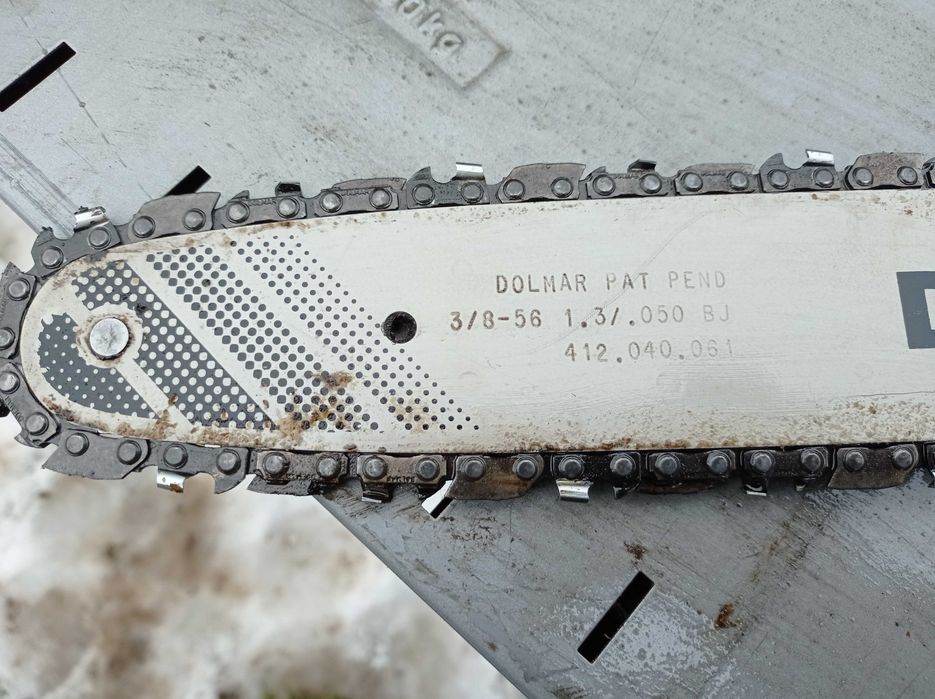 DOLMAR PAT PEND
3/8-56 1.3/.050 BJ
412.040.061